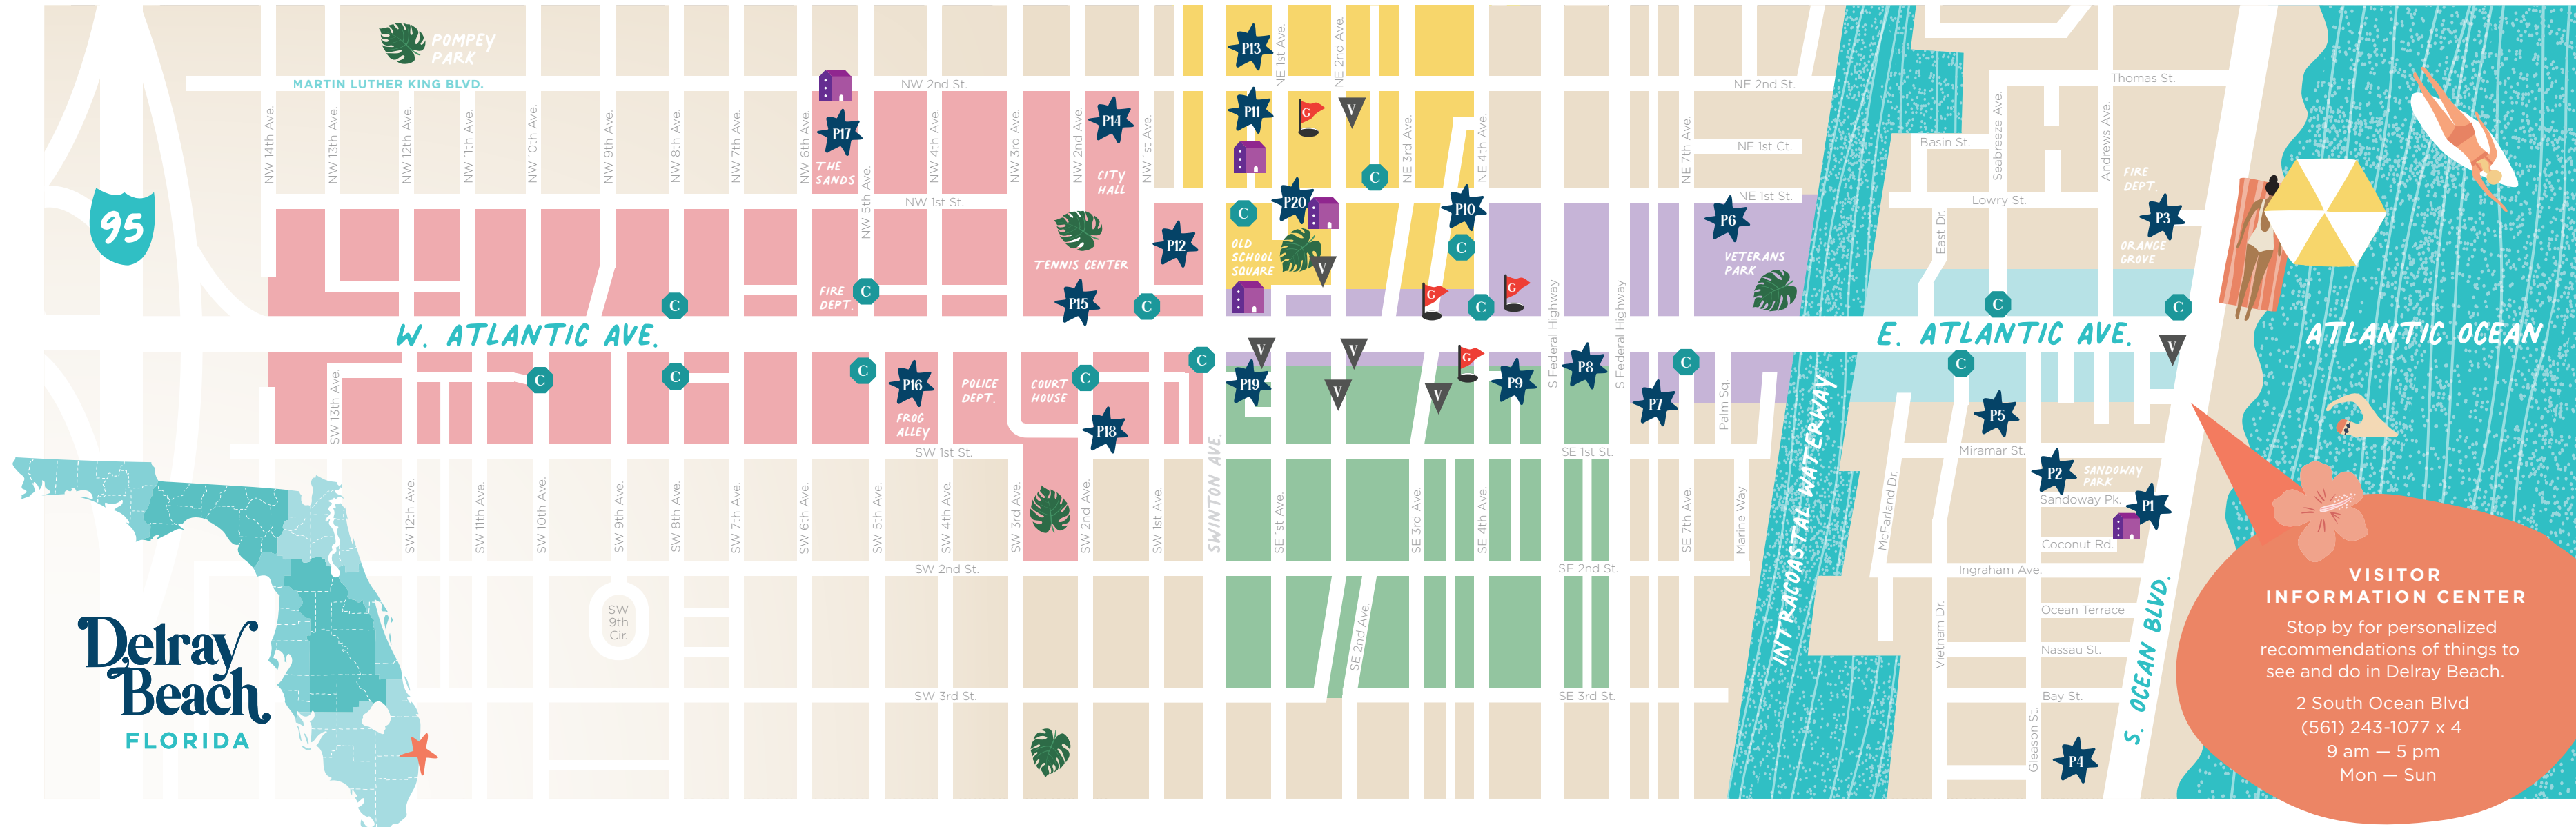 POMPEY
PARK
MARTIN LUTHER KING BLVD.
NW 2nd St.
NE 2nd St.
Thomas St.
NW 14th Ave.
NW 13th Ave.
NW 12th Ave.
NW 11th Ave.
NW 10th Ave.
NW 9th Ave.
NW 8th Ave.
NW 7th Ave.
NW 6th Ave.
NW 5th Ave.
NW 4th Ave.
NW 3rd Ave.
NW 2nd Ave.
NW 1st Ave.
NE 1st Ave.
NE 2nd Ave.
NE 3rd Ave.
NE 4th Ave.
NE 7th Ave.
Seabreeze Ave.
Andrews Ave.
P13
P17
P14
P11
G
V
THE
SANDS
CITY
HALL
NE 1st Ct.
Basin St.
C
FIRE
DEPT.
95
NW 1st St.
NE 1st St.
Lowry St.
P12
C
P20
P10
C
P6
P3
East Dr.
TENNIS CENTER
OLD
SCHOOL
SQUARE
V
VETERANS
PARK
ORANGE
GROVE
C
FIRE
DEPT.
C
P15
C
G
C
G
C
C
S Federal Highway
S Federal Highway
W. ATLANTIC AVE.
E. ATLANTIC AVE.
ATLANTIC OCEAN
C
C
C
P16
FROG
ALLEY
POLICE
DEPT.
COURT
HOUSE
C
C
V
P19
V
V
V
G
P9
P8
P7
C
C
V
P5
P18
SW 13th Ave.
Palm Sq.
SW 1st St.
SE 1st St.
Miramar St.
SWINTON AVE.
INTRACOASTAL WATERWAY
P2
SANDOWAY
PARK
Sandoway Pk.
P1
SW 12th Ave.
SW 11th Ave.
SW 10th Ave.
SW 9th Ave.
SW 8th Ave.
SW 7th Ave.
SW 6th Ave.
SW 5th Ave.
SW 4th Ave.
SW 3rd Ave.
SW 2nd Ave.
SW 1st Ave.
SE 1st Ave.
SE 3rd Ave.
SE 4th Ave.
SE 7th Ave.
Marine Way
McFarland Dr.
Coconut Rd.
SW 2nd St.
SE 2nd St.
Ingraham Ave.
SW
9th
Cir.
SE 2nd Ave.
Vietnam Dr.
Ocean Terrace
Nassau St.
SW 3rd St.
SE 3rd St.
Bay St.
Gleason St.
P4
S. OCEAN BLVD.
Delray
Beach
FLORIDA
VISITOR
INFORMATION CENTER
Stop by for personalized
recommendations of things to
see and do in Delray Beach.
2 South Ocean Blvd
(561) 243-1077 x 4
9 am — 5 pm
Mon — Sun